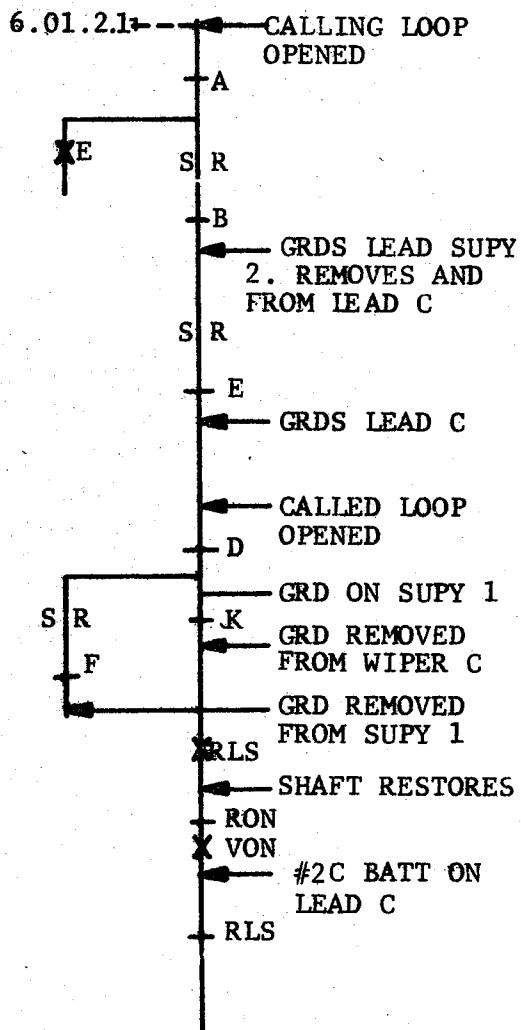 6.01.2.1 CALLING LOOP
OPENED
A
E
S R
B
GRDS LEAD SUPY
2. REMOVES AND
FROM LEAD C
S R
E
GRDS LEAD C
CALLED LOOP
OPENED
D
GRD ON SUPY 1
S R
K
GRD REMOVED
FROM WIPER C
F
GRD REMOVED
FROM SUPY 1
RLS
SHAFT RESTORES
RON
VON
#2C BATT ON
LEAD C
RLS